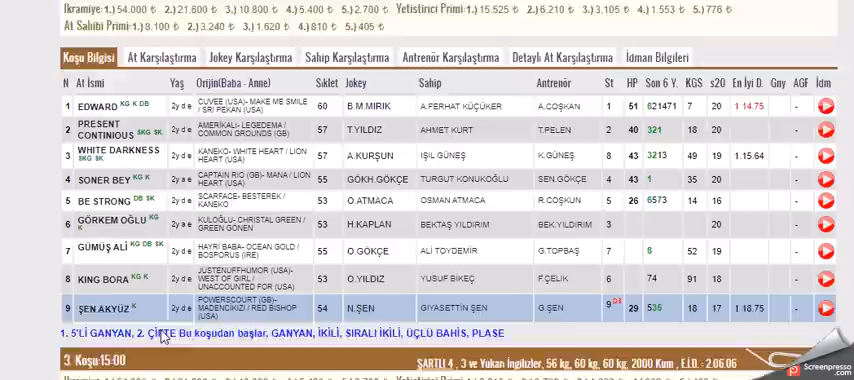 Ikramiye: 1.) 54.000 ₺ 2.) 21.600 ₺ 3.) 10.800 ₺ 4.) 5.400 ₺ 5.) 2.700 ₺ Yetistirici Primi: 1.) 15.525 ₺ 2.) 6.210 ₺ 3.) 3.105 ₺ 4.) 1.553 ₺ 5.) 776 ₺
At Sahibi Primi: 1.) 8.100 ₺ 2.) 3.240 ₺ 3.) 1.620 ₺ 4.) 810 ₺ 5.) 405 ₺
Koşu Bilgisi At Karşılaştırma Jokey Karşılaştırma Sahip Karşılaştırma Antrenör Karşılaştırma Detaylı At Karşılaştırma İdman Bilgileri
N At İsmi Yaş Orijin(Baba - Anne) Sıklet Jokey Sahip Antrenör St HP Son 6 Y. KGS s20 En İyi D. Gny AGF İdm
1 EDWARD KG K DB 2y d e CUVEE (USA)- MAKE ME SMILE / SRI PEKAN (USA) 60 B.M.MIRIK A.FERHAT KÜÇÜKER A.COŞKAN 1 51 621471 7 20 1.14.75 -
2 PRESENT CONTINIOUS SKG SK 2y d e AMERİKALI- LEGEDEMA / COMMON GROUNDS (GB) 57 T.YILDIZ AHMET KURT T.PELEN 2 40 321 18 20 -
3 WHITE DARKNESS SKG SK 2y d e KANEKO- WHITE HEART / LION HEART (USA) 57 A.KURŞUN IŞIL GÜNEŞ K.GÜNEŞ 8 43 3213 49 19 1.15.64 -
4 SONER BEY KG K 2y a e CAPTAIN RIO (GB)- MANA / LION HEART (USA) 55 GÖKH.GÖKÇE TURGUT KONUKOĞLU SEN.GÖKÇE 4 43 1 35 20 -
5 BE STRONG DB SK 2y d e SCARFACE- BESTEREK / KANEKO 53 O.ATMACA OSMAN ATMACA R.COŞKUN 5 26 6573 14 16 -
6 GÖRKEM OĞLU KG K 2y a e KULOĞLU- CHRISTAL GREEN / GREEN GÖNEN 53 H.KAPLAN BEKTAŞ YILDIRIM BEK.YILDIRIM 3 20 -
7 GÜMÜŞ ALİ KG DB SK 2y d e HAYRİ BABA- OCEAN GOLD / BOSPORUS (IRE) 55 O.GÖKÇE ALİ TOYDEMİR G.TOPBAŞ 7 8 52 19 -
8 KING BORA KG K 2y d e JUSTENUFFHUMOR (USA)- WEST OF GIRL / UNACCOUNTED FOR (USA) 53 O.YILDIZ YUSUF BİKEÇ F.ÇELİK 6 74 91 18 -
9 ŞEN AKYÜZ K 2y d e POWERSCOURT (GB)- MADENCİKIZI / RED BISHOP (USA) 54 N.ŞEN GIYASETTİN ŞEN G.ŞEN 9 DS 29 535 18 17 1.18.75 -
1. 5'Lİ GANYAN, 2. ÇİFTE Bu koşudan başlar, GANYAN, İKİLİ, SIRALI İKİLİ, ÜÇLÜ BAHİS, PLASE
3. Koşu:15:00 ŞARTLI 4 , 3 ve Yukarı İngilizler, 56 kg, 60 kg, 60 kg, 2000 Kum , E.İ.D. : 2.06.06
Screenpresso